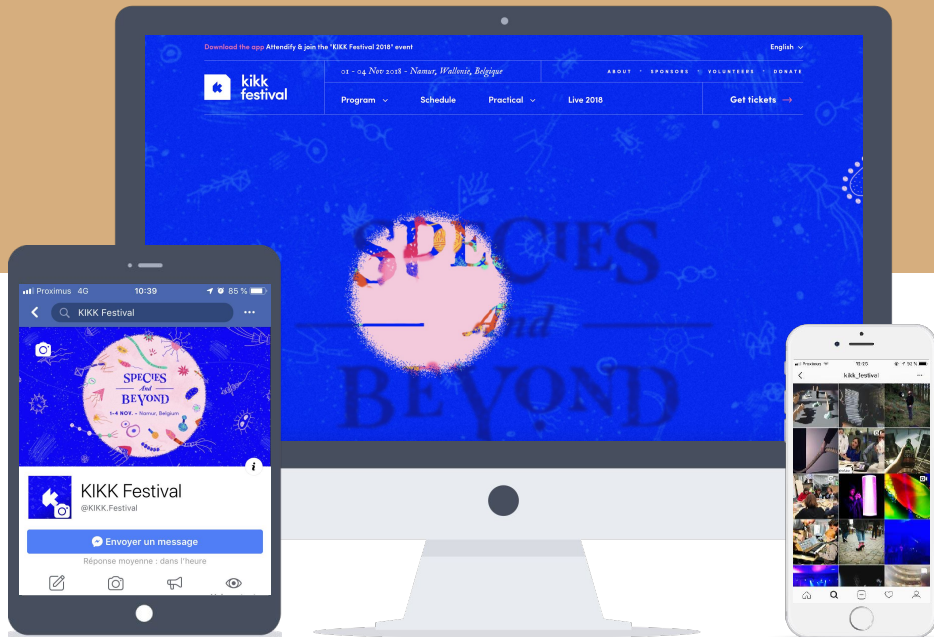 Download the app Attendify & join the "KIKK Festival 2018" event
English
kikk
festival
01 - 04 Nov 2018 - Namur, Wallonie, Belgique
ABOUT • SPONSORS • VOLUNTEERS • DONATE
Program
Schedule
Practical
Live 2018
Get tickets →
SPECIES
And
BEYOND
Proximus 4G
10:39
85 %
KIKK Festival
SPECIES
And
BEYOND
1-4 NOV. • Namur, Belgium
KIKK Festival
@KIKK.Festival
Envoyer un message
Réponse moyenne : dans l'heure
Proximus
kikk_festival